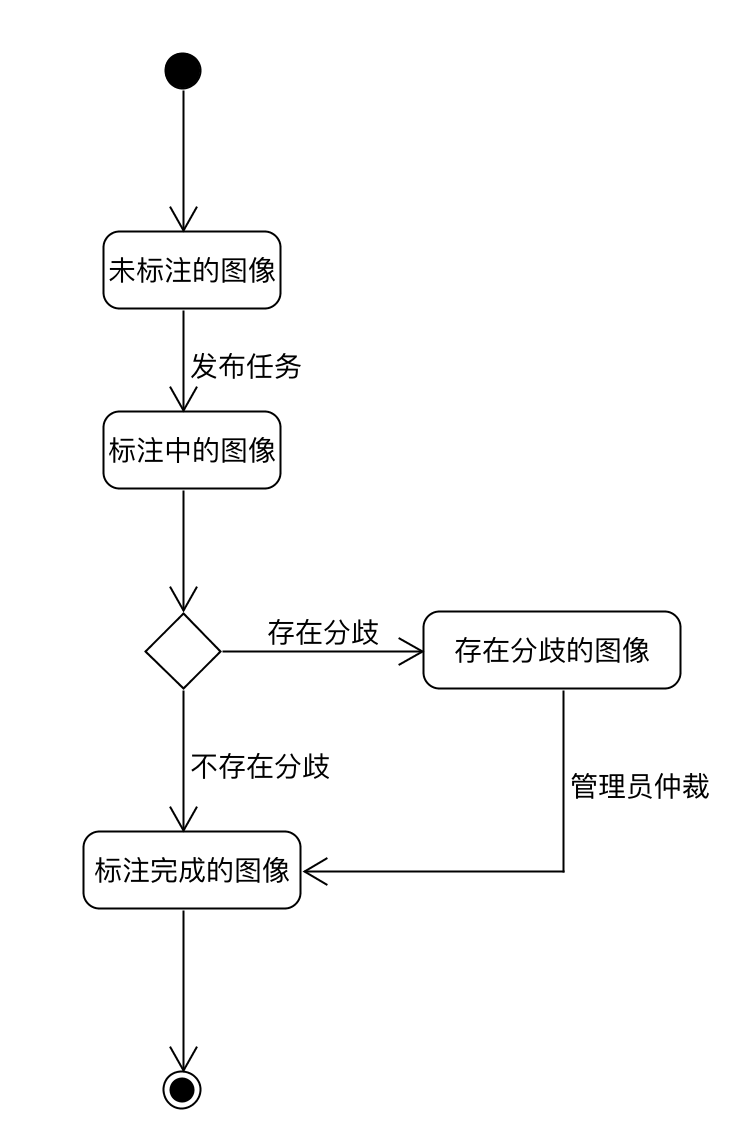 未标注的图像
发布任务
标注中的图像
存在分歧
存在分歧的图像
不存在分歧
管理员仲裁
标注完成的图像